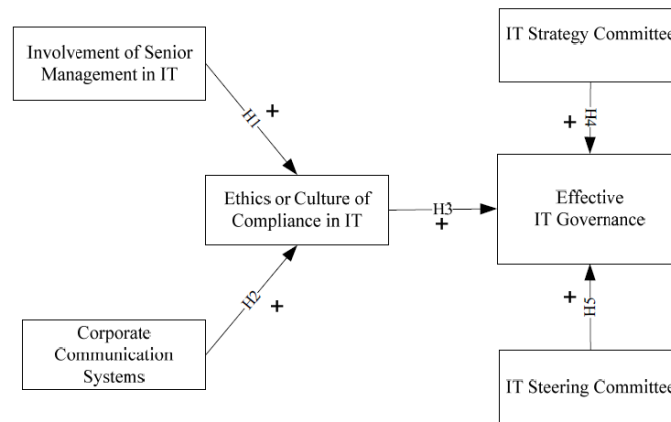 Involvement of Senior
Management in IT
IT Strategy Committee
H1
+
H4
+
Ethics or Culture of
Compliance in IT
H3
+
Effective
IT Governance
H2
+
H5
+
Corporate
Communication
Systems
IT Steering Committee